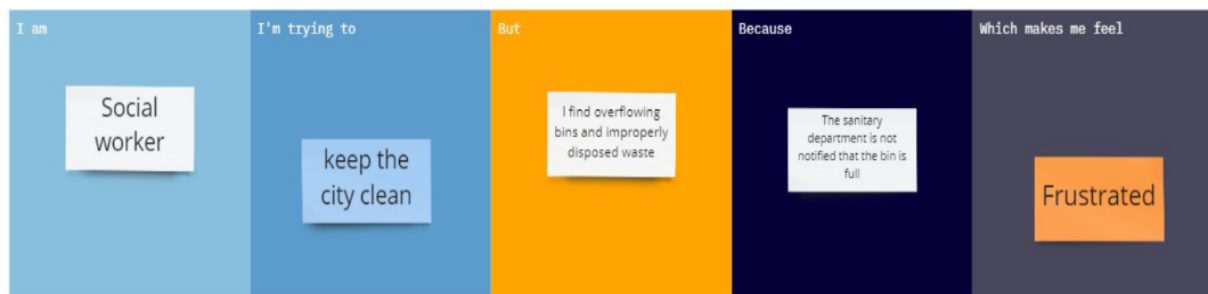 I am
Social
worker
I'm trying to
keep the
city clean
But
I find overflowing
bins and improperly
disposed waste
Because
The sanitary
department is not
notified that the bin is
full
Which makes me feel
Frustrated